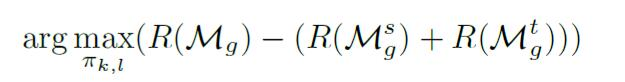 arg max_{π_{k,l}} (R(ℳ_g) − (R(ℳ_g^s) + R(ℳ_g^t)))